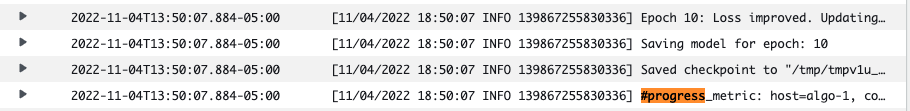 2022-11-04T13:50:07.884-05:00 [11/04/2022 18:50:07 INFO 139867255830336] Epoch 10: Loss improved. Updating…
2022-11-04T13:50:07.884-05:00 [11/04/2022 18:50:07 INFO 139867255830336] Saving model for epoch: 10
2022-11-04T13:50:07.884-05:00 [11/04/2022 18:50:07 INFO 139867255830336] Saved checkpoint to "/tmp/tmpv1u_…
2022-11-04T13:50:07.884-05:00 [11/04/2022 18:50:07 INFO 139867255830336] #progress_metric: host=algo-1, co…